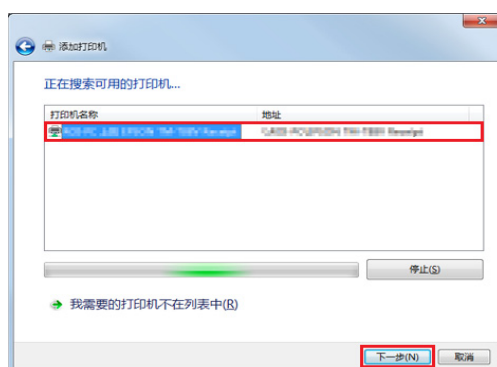 添加打印机
正在搜索可用的打印机...
打印机名称 地址
停止(S)
我需要的打印机不在列表中(R)
下一步(N) 取消